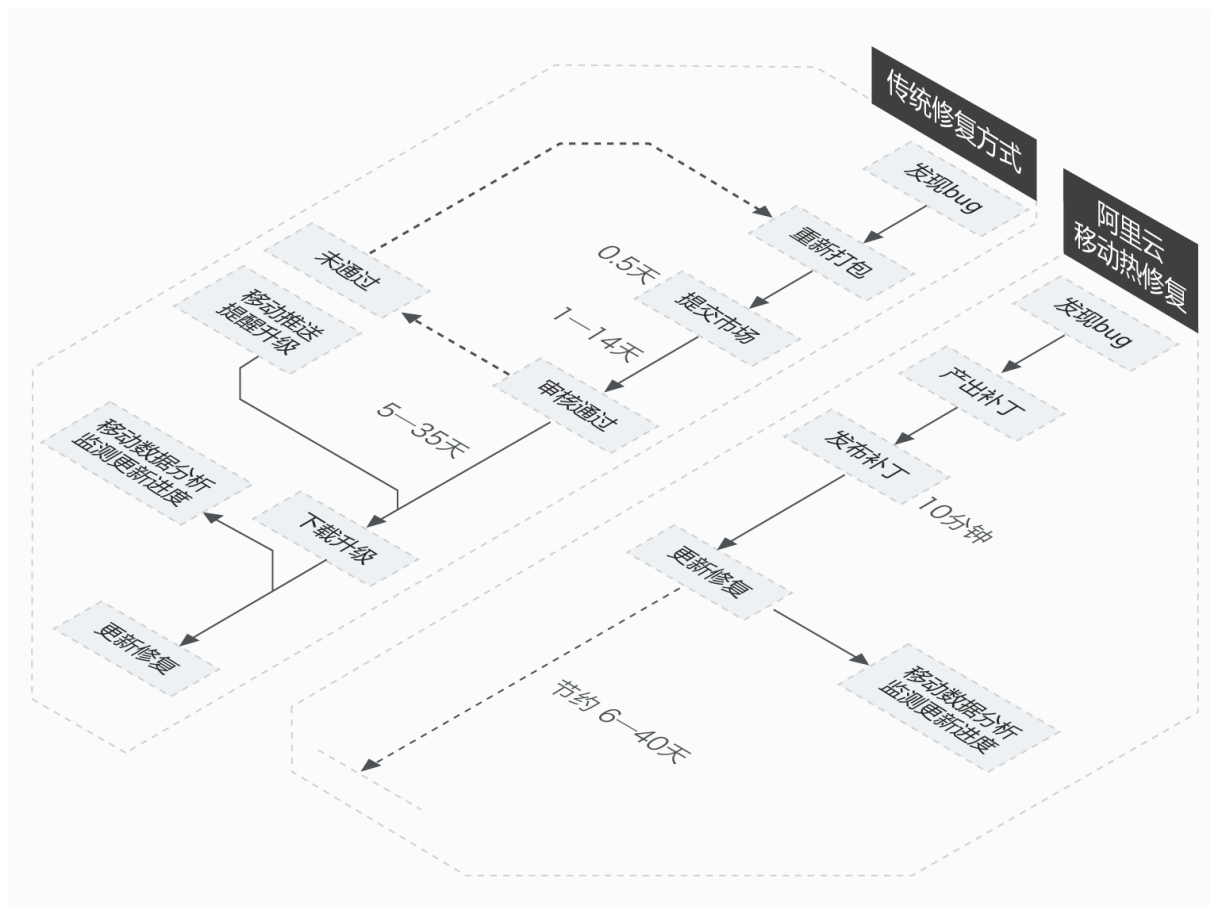 传统修复方式
发现bug
重新打包
0.5天
提交市场
1—14天
未通过
审核通过
移动推送
提醒升级
5—35天
下载升级
移动数据分析
监测更新进度
更新修复
阿里云
移动热修复
发现bug
产出补丁
发布补丁
10分钟
更新修复
移动数据分析
监测更新进度
节约 6—40天